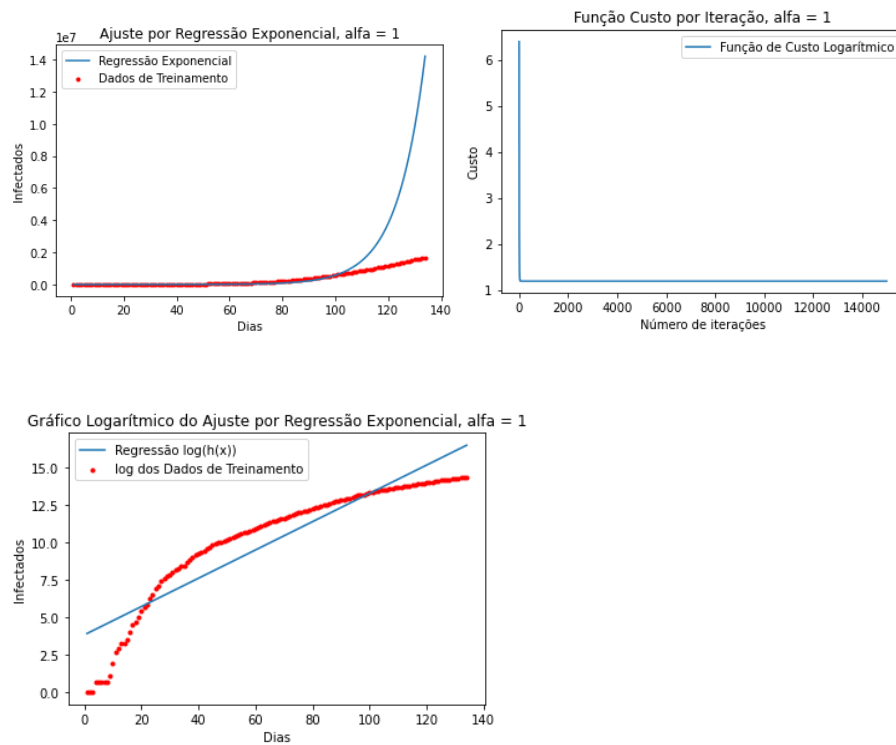 Ajuste por Regressão Exponencial, alfa = 1
1e7
Regressão Exponencial
Dados de Treinamento
1.4
1.2
1.0
0.8
0.6
0.4
0.2
0.0
Infectados
0 20 40 60 80 100 120 140
Dias
Função Custo por Iteração, alfa = 1
Função de Custo Logarítmico
6
5
4
3
2
1
Custo
0 2000 4000 6000 8000 10000 12000 14000
Número de iterações
Gráfico Logarítmico do Ajuste por Regressão Exponencial, alfa = 1
Regressão log(h(x))
log dos Dados de Treinamento
15.0
12.5
10.0
7.5
5.0
2.5
0.0
Infectados
0 20 40 60 80 100 120 140
Dias